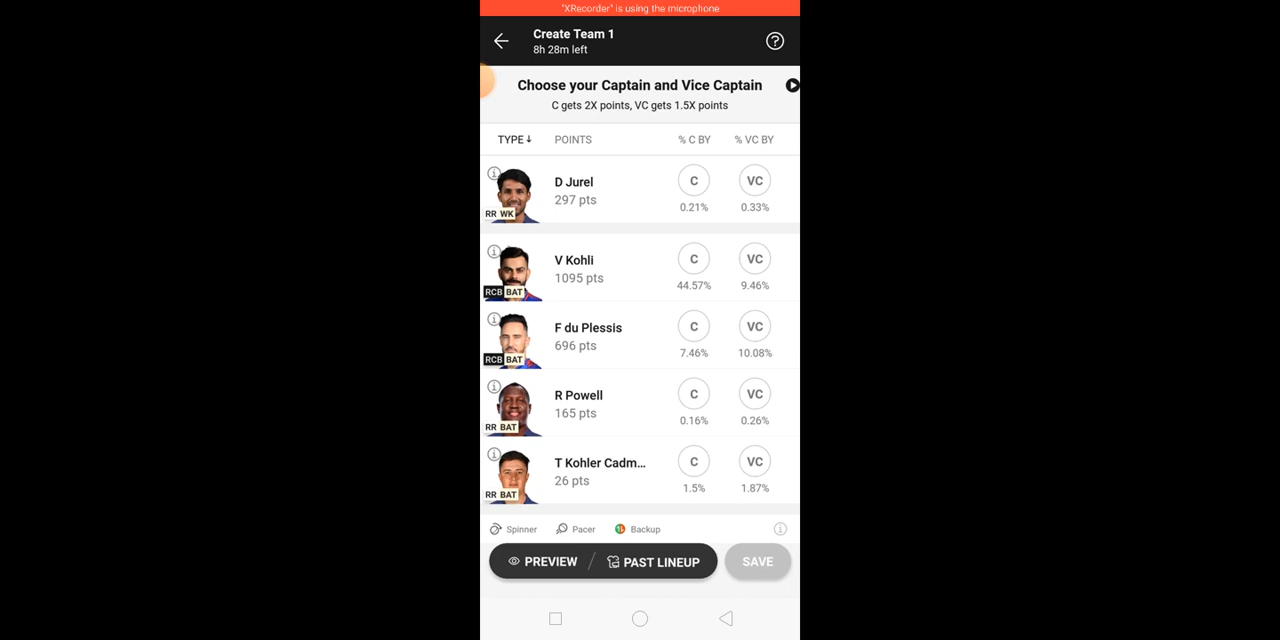 "XRecorder" is using the microphone
Create Team 1
8h 28m left
Choose your Captain and Vice Captain
C gets 2X points, VC gets 1.5X points
TYPE↓ POINTS % C BY % VC BY
D Jurel C VC
297 pts
RR WK 0.21% 0.33%
V Kohli C VC
1095 pts
RCB BAT 44.57% 9.46%
F du Plessis C VC
696 pts
RCB BAT 7.46% 10.08%
R Powell C VC
165 pts
RR BAT 0.16% 0.26%
T Kohler Cadm... C VC
26 pts
RR BAT 1.5% 1.87%
Spinner Pacer Backup
PREVIEW / PAST LINEUP SAVE